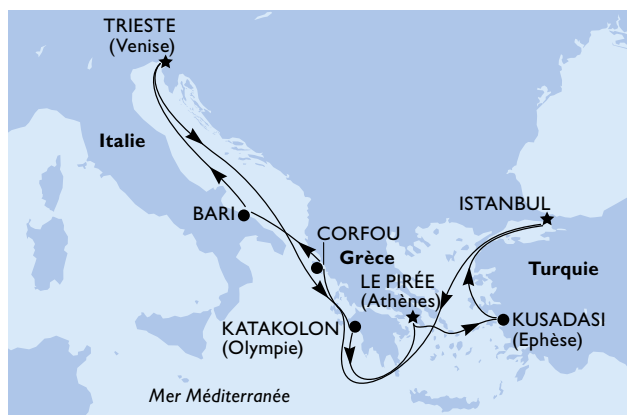 TRIESTE
(Venise)
Italie
BARI
CORFOU
Grèce
ISTANBUL
LE PIRÉE
(Athènes)
Turquie
KATAKOLON
(Olympie)
KUSADASI
(Ephèse)
Mer Méditerranée